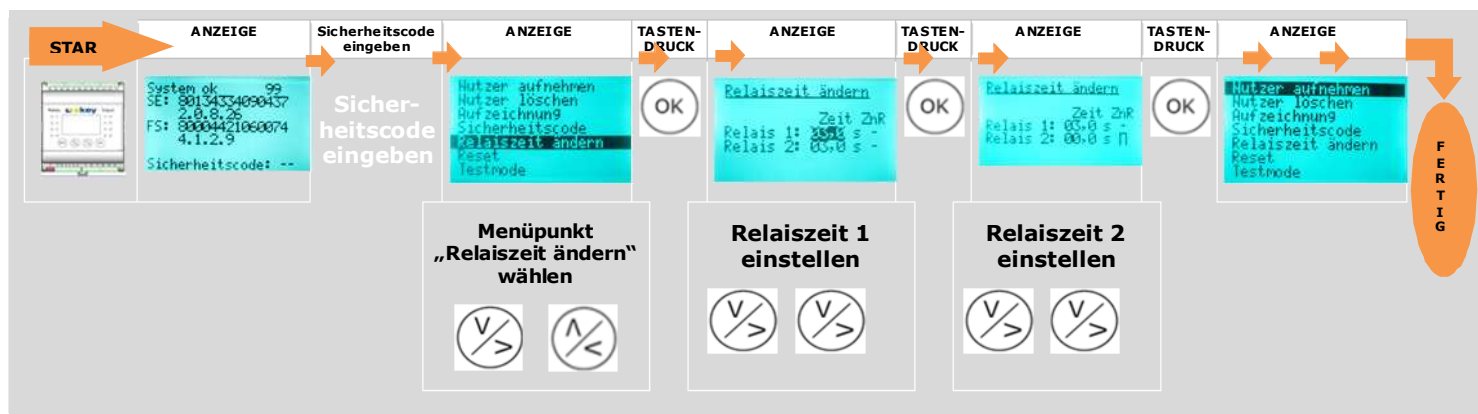 STAR
ANZEIGE
Sicherheitscode
eingeben
ANZEIGE
TASTEN-
DRUCK
ANZEIGE
TASTEN-
DRUCK
ANZEIGE
TASTEN-
DRUCK
ANZEIGE
System ok 99
SE: 80134334090437
2.0.8.26
FS: 80004421060074
4.1.2.9
Sicherheitscode: --
Sicher-
heitscode
eingeben
Nutzer aufnehmen
Nutzer löschen
Aufzeichnung
Sicherheitscode
Relaiszeit ändern
Reset
Testmode
OK
Relaiszeit ändern
Zeit ZnR
Relais 1: 03,0 s -
Relais 2: 03,0 s -
OK
Relaiszeit ändern
Zeit ZnR
Relais 1: 03,0 s -
Relais 2: 00,0 s Π
OK
Nutzer aufnehmen
Nutzer löschen
Aufzeichnung
Sicherheitscode
Relaiszeit ändern
Reset
Testmode
F
E
R
T
I
G
Menüpunkt
„Relaiszeit ändern“
wählen
V/>
Λ/<
Relaiszeit 1
einstellen
V/>
V/>
Relaiszeit 2
einstellen
V/>
V/>